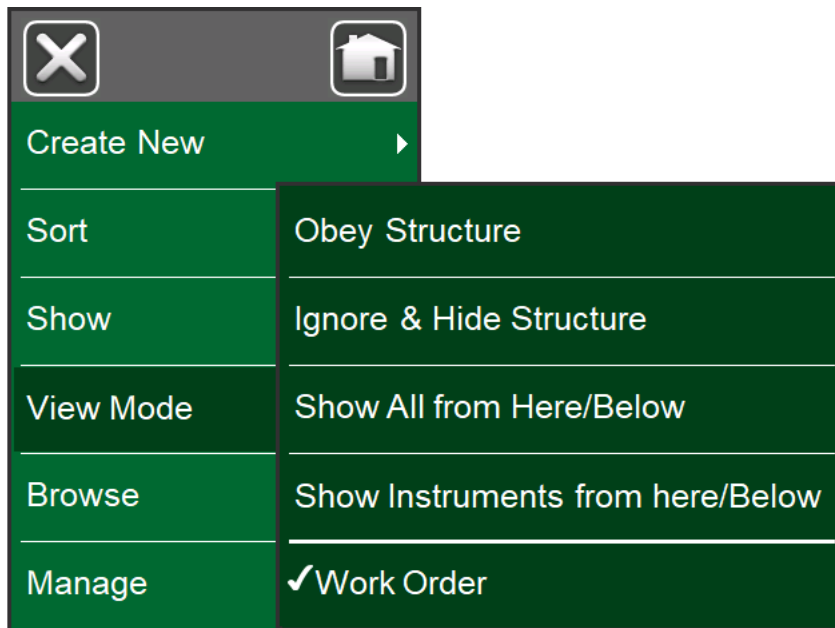 Create New
Sort
Show
View Mode
Browse
Manage
Obey Structure
Ignore & Hide Structure
Show All from Here/Below
Show Instruments from here/Below
✓Work Order